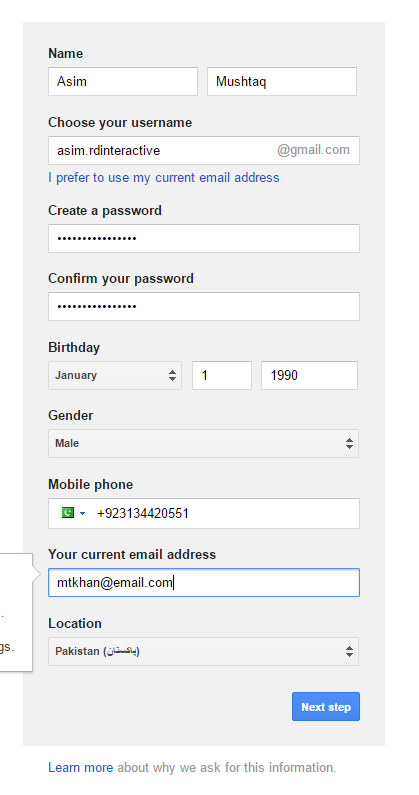 Name
Asim Mushtaq
Choose your username
asim.rdinteractive @gmail.com
I prefer to use my current email address
Create a password
••••••••••••••••
Confirm your password
••••••••••••••••
Birthday
January 1 1990
Gender
Male
Mobile phone
+923134420551
Your current email address
mtkhan@email.com
gs.
Location
Pakistan (پاکستان)
Next step
Learn more about why we ask for this information.